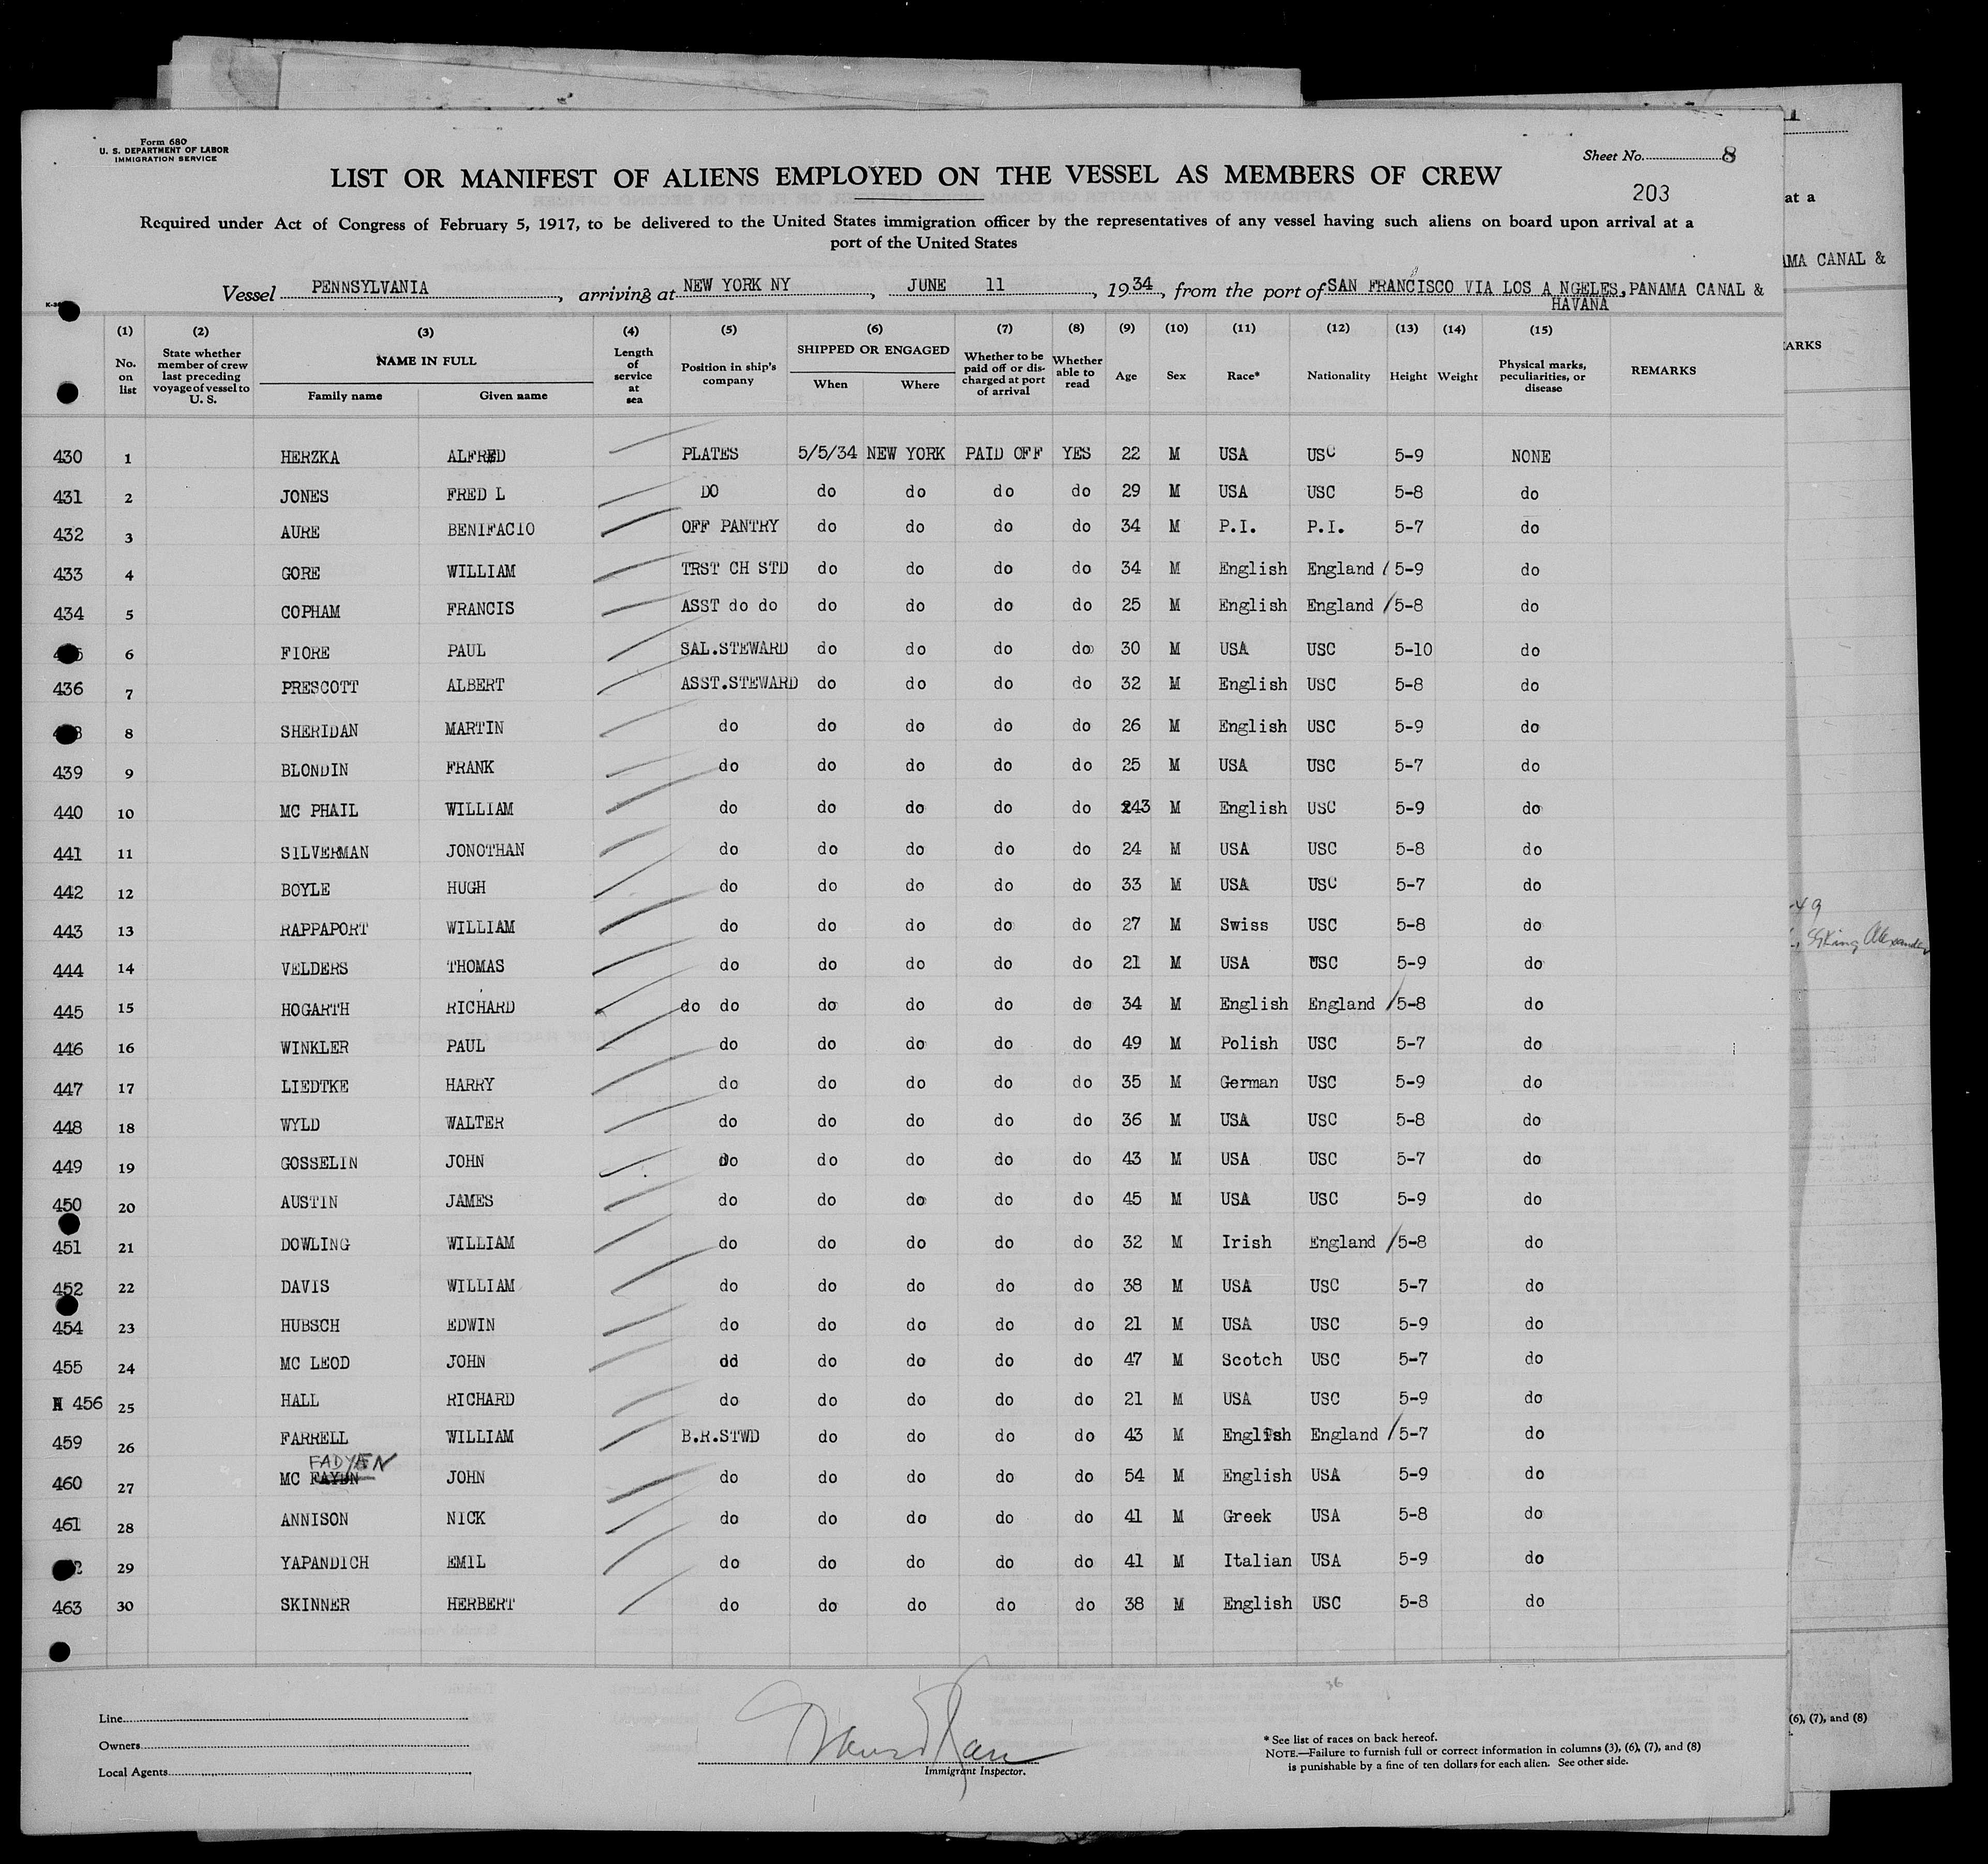 Form 680
U. S. DEPARTMENT OF LABOR
IMMIGRATION SERVICE
Sheet No. 8
LIST OR MANIFEST OF ALIENS EMPLOYED ON THE VESSEL AS MEMBERS OF CREW
203
Required under Act of Congress of February 5, 1917, to be delivered to the United States immigration officer by the representatives of any vessel having such aliens on board upon arrival at a
port of the United States
Vessel PENNSYLVANIA, arriving at NEW YORK NY, JUNE 11, 1934, from the port of SAN FRANCISCO VIA LOS A NGELES, PANAMA CANAL &
HAVANA
(1) (2) (3) (4) (5) (6) (7) (8) (9) (10) (11) (12) (13) (14) (15)
No. on list State whether member of crew last preceding voyage of vessel to U. S. NAME IN FULL Family name Given name Length of service at sea Position in ship's company SHIPPED OR ENGAGED When Where Whether to be paid off or discharged at port of arrival Whether able to read Age Sex Race* Nationality Height Weight Physical marks, peculiarities, or disease REMARKS
430 1 HERZKA ALFRED PLATES 5/5/34 NEW YORK PAID OFF YES 22 M USA USC 5-9 NONE
431 2 JONES FRED L DO do do do do 29 M USA USC 5-8 do
432 3 AURE BENIFACIO OFF PANTRY do do do do 34 M P.I. P.I. 5-7 do
433 4 GORE WILLIAM TRST CH STD do do do do 34 M English England 5-9 do
434 5 COPHAM FRANCIS ASST do do do do do do 25 M English England 5-8 do
6 FIORE PAUL SAL.STEWARD do do do do 30 M USA USC 5-10 do
436 7 PRESCOTT ALBERT ASST.STEWARD do do do do 32 M English USC 5-8 do
8 SHERIDAN MARTIN do do do do do 26 M English USC 5-9 do
439 9 BLONDIN FRANK do do do do do 25 M USA USC 5-7 do
440 10 MC PHAIL WILLIAM do do do do do 43 M English USC 5-9 do
441 11 SILVERMAN JONOTHAN do do do do do 24 M USA USC 5-8 do
442 12 BOYLE HUGH do do do do do 33 M USA USC 5-7 do
443 13 RAPPAPORT WILLIAM do do do do do 27 M Swiss USC 5-8 do
444 14 VELDERS THOMAS do do do do do 21 M USA USC 5-9 do
445 15 HOGARTH RICHARD do do do do do do 34 M English England 5-8 do
446 16 WINKLER PAUL do do do do do 49 M Polish USC 5-7 do
447 17 LIEDTKE HARRY do do do do do 35 M German USC 5-9 do
448 18 WYLD WALTER do do do do do 36 M USA USC 5-8 do
449 19 GOSSELIN JOHN do do do do do 43 M USA USC 5-7 do
450 20 AUSTIN JAMES do do do do do 45 M USA USC 5-9 do
451 21 DOWLING WILLIAM do do do do do 32 M Irish England 5-8 do
452 22 DAVIS WILLIAM do do do do do 38 M USA USC 5-7 do
454 23 HUBSCH EDWIN do do do do do 21 M USA USC 5-9 do
455 24 MC LEOD JOHN dd do do do do 47 M Scotch USC 5-7 do
456 25 HALL RICHARD do do do do do 21 M USA USC 5-9 do
459 26 FARRELL WILLIAM B.R.STWD do do do do 43 M English England 5-7 do
FADYEN
460 27 MC FAYDN JOHN do do do do do 54 M English USA 5-9 do
461 28 ANNISON NICK do do do do do 41 M Greek USA 5-8 do
29 YAPANDICH EMIL do do do do do 41 M Italian USA 5-9 do
463 30 SKINNER HERBERT do do do do do 38 M English USC 5-8 do
36
Line
Owners
Local Agents
Immigrant Inspector.
* See list of races on back hereof.
NOTE.—Failure to furnish full or correct information in columns (3), (6), (7), and (8)
is punishable by a fine of ten dollars for each alien. See other side.
at a
AMA CANAL &
ARKS
-49
King Alexander
(6), (7), and (8)